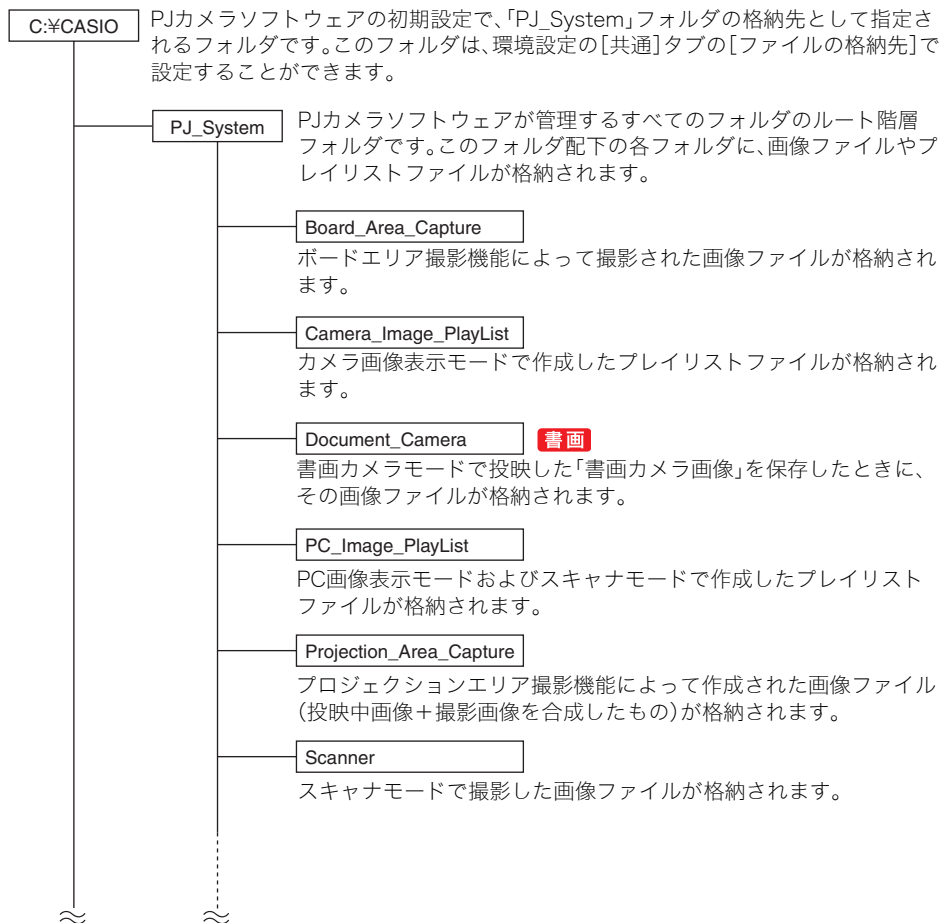 C:¥CASIO
PJカメラソフトウェアの初期設定で、「PJ_System」フォルダの格納先として指定さ
れるフォルダです。このフォルダは、環境設定の[共通]タブの[ファイルの格納先]で
設定することができます。
PJ_System
PJカメラソフトウェアが管理するすべてのフォルダのルート階層
フォルダです。このフォルダ配下の各フォルダに、画像ファイルやプ
レイリストファイルが格納されます。
Board_Area_Capture
ボードエリア撮影機能によって撮影された画像ファイルが格納され
ます。
Camera_Image_PlayList
カメラ画像表示モードで作成したプレイリストファイルが格納され
ます。
Document_Camera 書画
書画カメラモードで投映した「書画カメラ画像」を保存したときに、
その画像ファイルが格納されます。
PC_Image_PlayList
PC画像表示モードおよびスキャナモードで作成したプレイリスト
ファイルが格納されます。
Projection_Area_Capture
プロジェクションエリア撮影機能によって作成された画像ファイル
(投映中画像+撮影画像を合成したもの)が格納されます。
Scanner
スキャナモードで撮影した画像ファイルが格納されます。